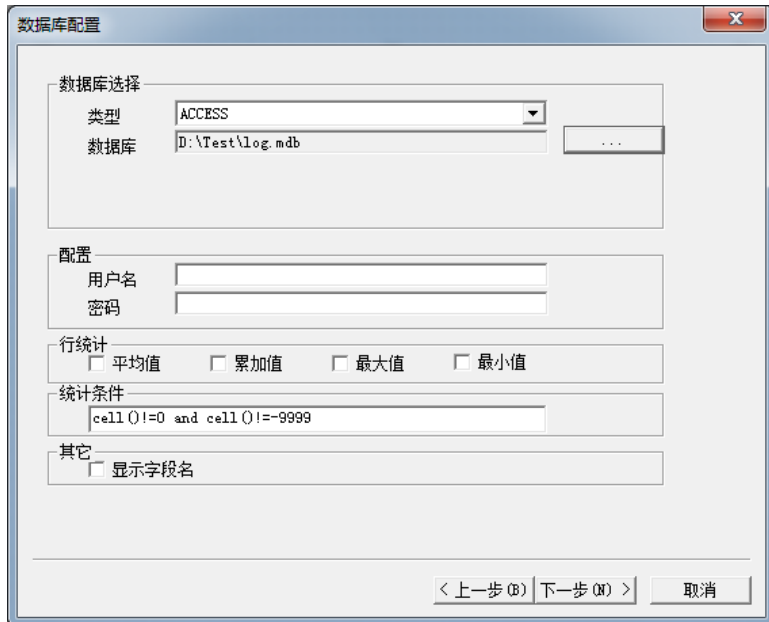 数据库配置
数据库选择
类型 ACCESS
数据库 D:\Test\log.mdb ...
配置
用户名
密码
行统计
平均值 累加值 最大值 最小值
统计条件
cell()!=0 and cell()!=-9999
其它
显示字段名
< 上一步(B) 下一步(N) > 取消